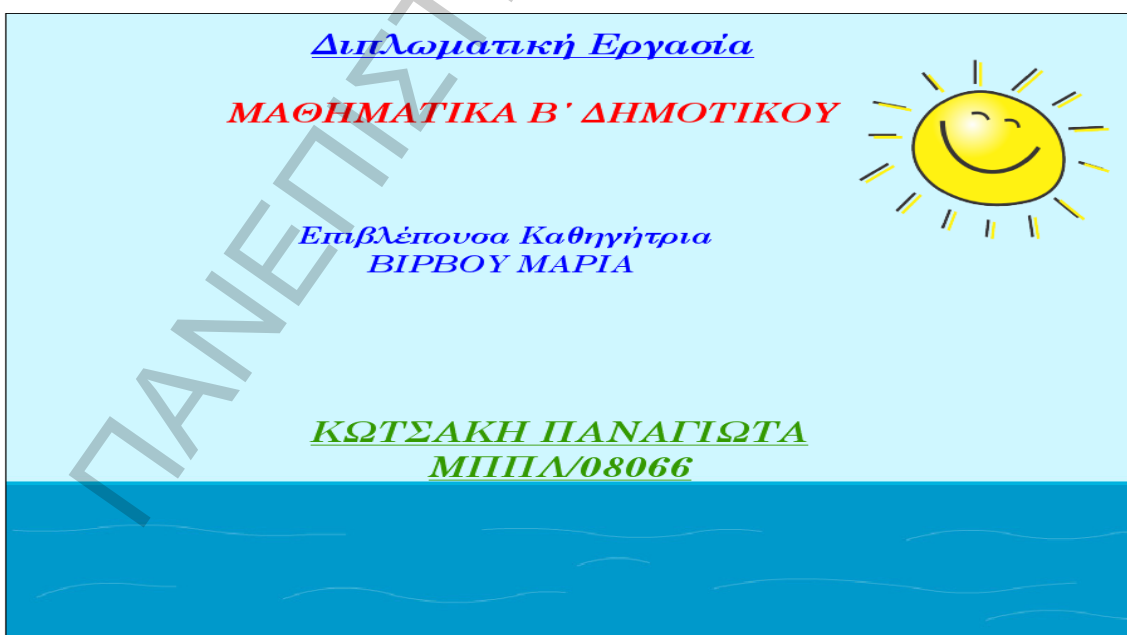 Διπλωματική Εργασία
ΜΑΘΗΜΑΤΙΚΑ Β΄ ΔΗΜΟΤΙΚΟΥ
Επιβλέπουσα Καθηγήτρια
ΒΙΡΒΟΥ ΜΑΡΙΑ
ΚΩΤΣΑΚΗ ΠΑΝΑΓΙΩΤΑ
ΜΠΠΛ/08066